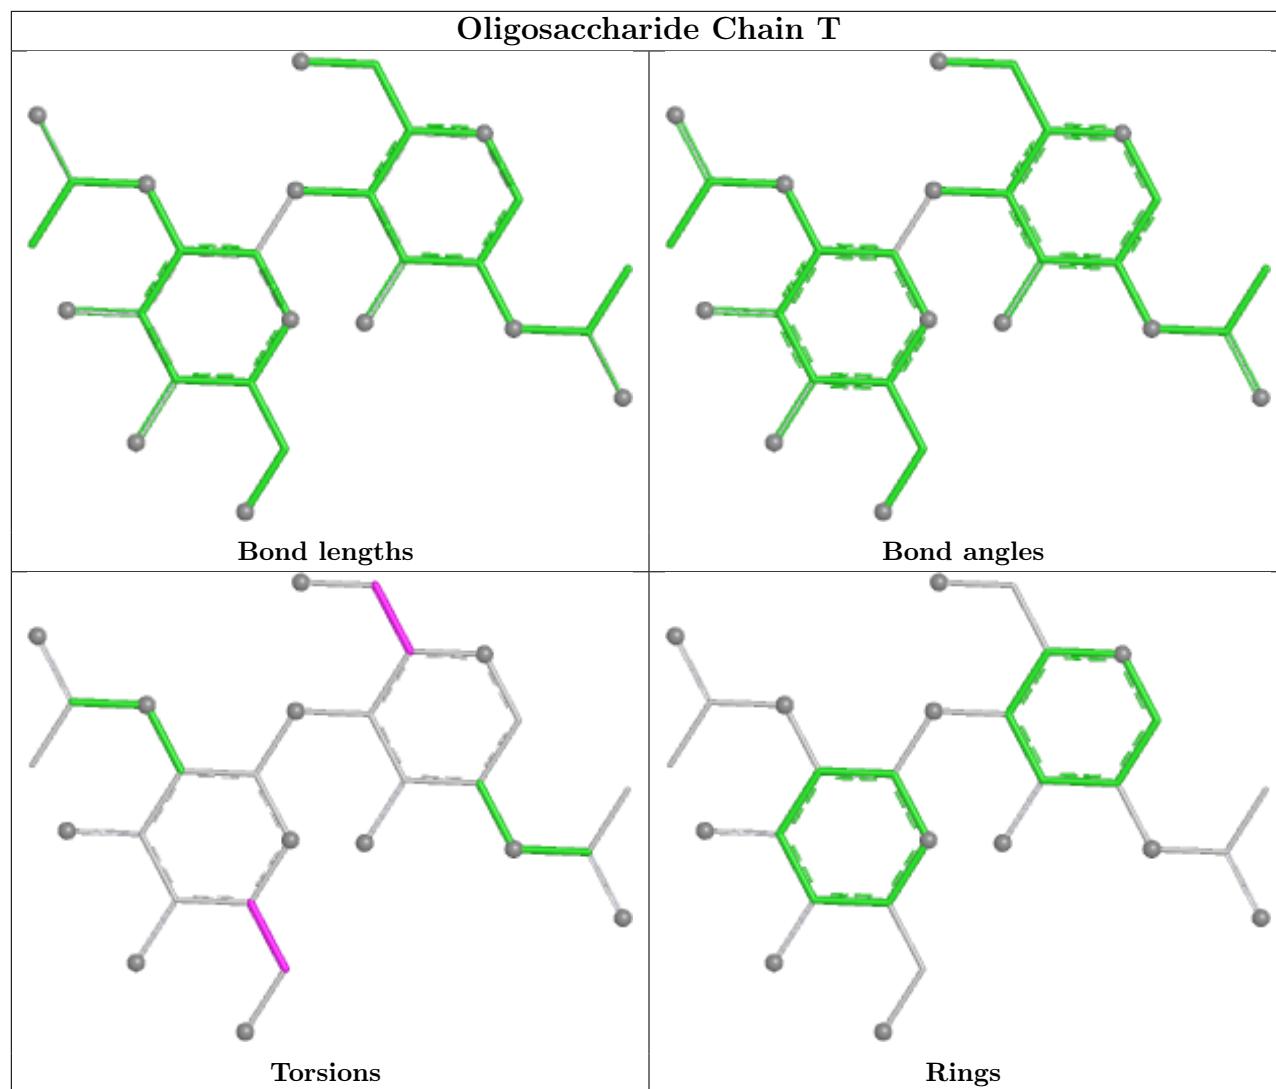 Oligosaccharide Chain T
Bond lengths
Bond angles
Torsions
Rings